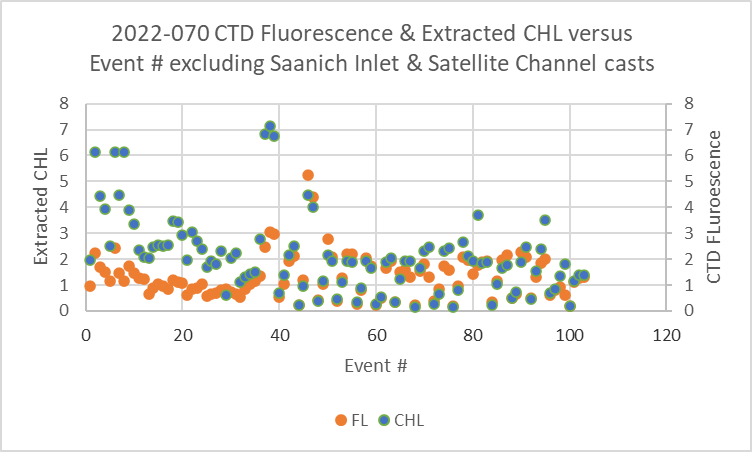 2022-070 CTD Fluorescence & Extracted CHL versus
Event # excluding Saanich Inlet & Satellite Channel casts
8
7
6
5
4
3
2
1
0
Extracted CHL
8
7
6
5
4
3
2
1
0
CTD FLuroescence
0 20 40 60 80 100 120
Event #
FL CHL